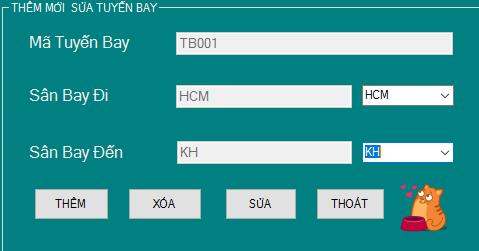 THÊM MỚI SỬA TUYẾN BAY
Mã Tuyến Bay TB001
Sân Bay Đi HCM HCM
Sân Bay Đến KH KH
THÊM XÓA SỬA THOÁT